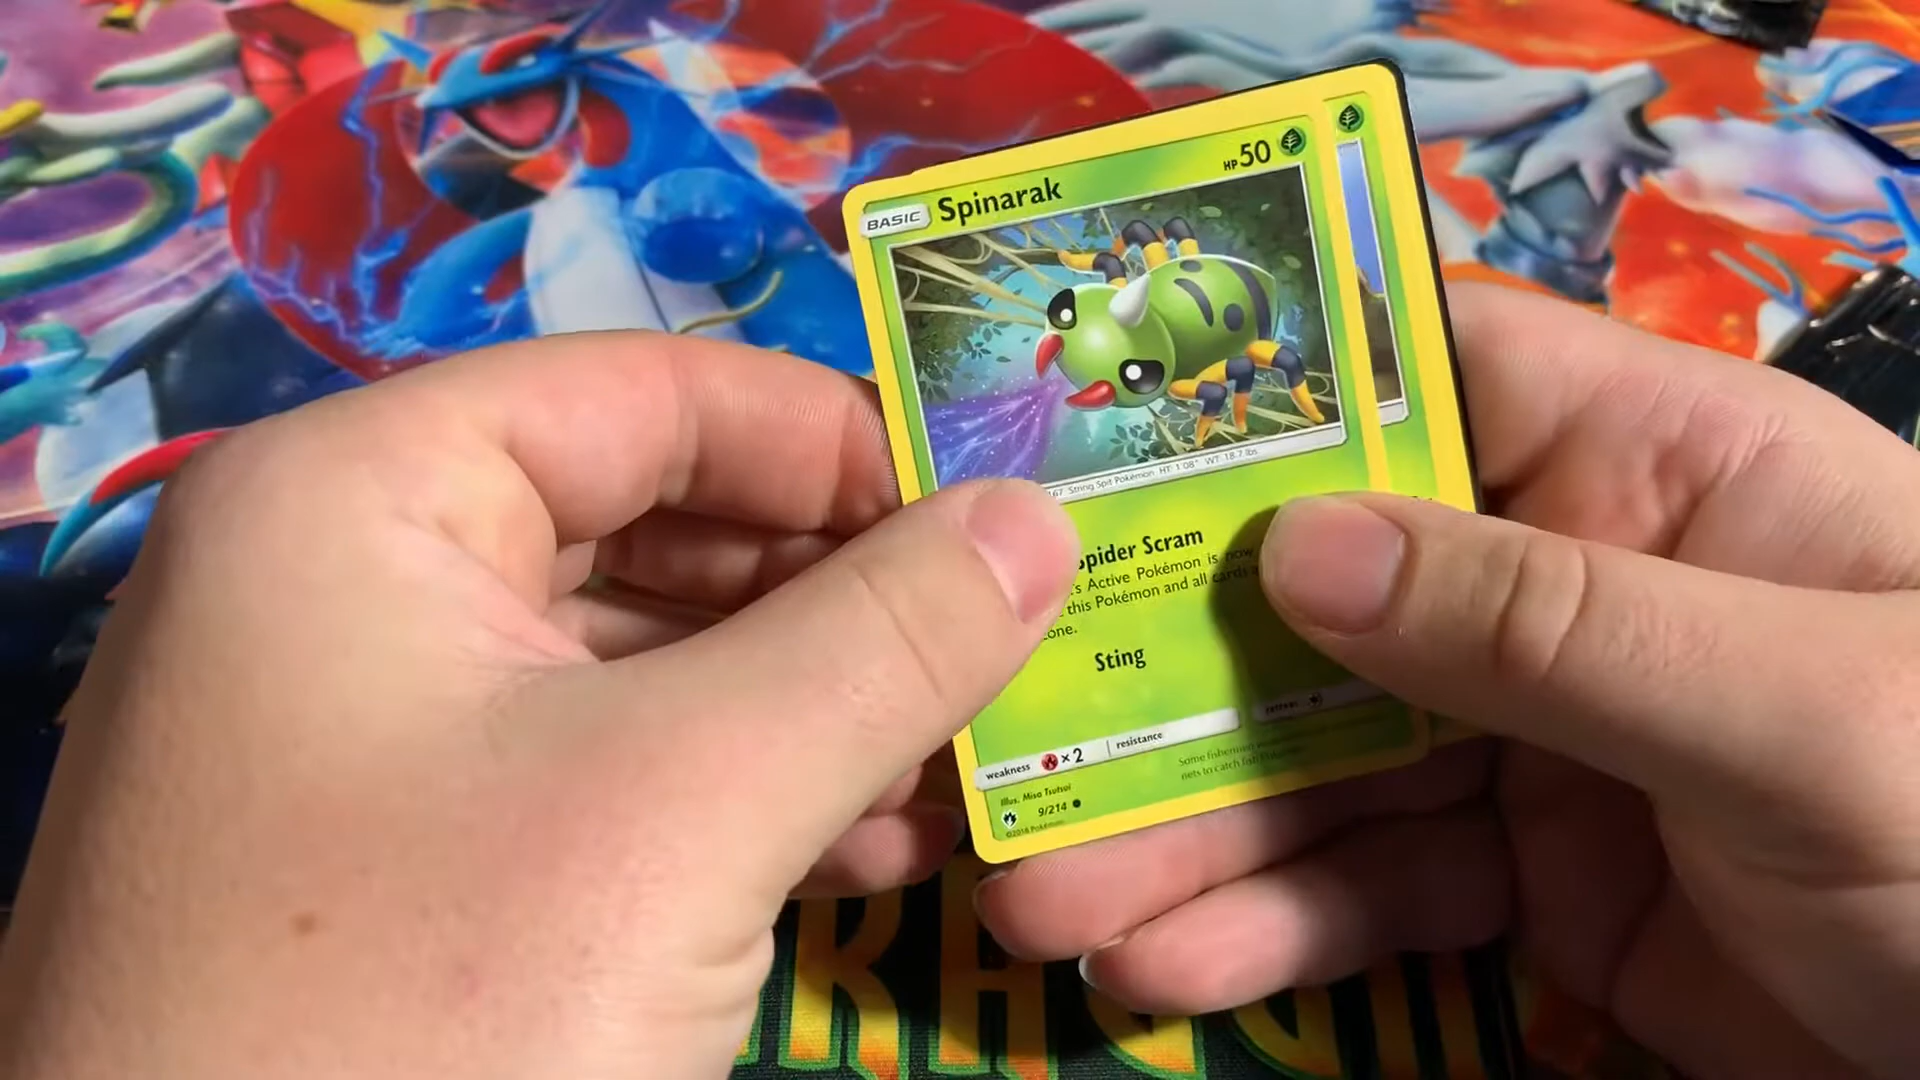 BASIC Spinarak HP 50
String Spit Pokémon HT: 1'08" WT: 18.7 lbs
Spider Scram
Active Pokémon is now
this Pokémon and all cards
zone.
Sting
weakness ×2 resistance
retreat
Some fishermen
nets to catch fish
Illus. Misa Tsutsui
9/214
©2018 Pokémon
DRAGON